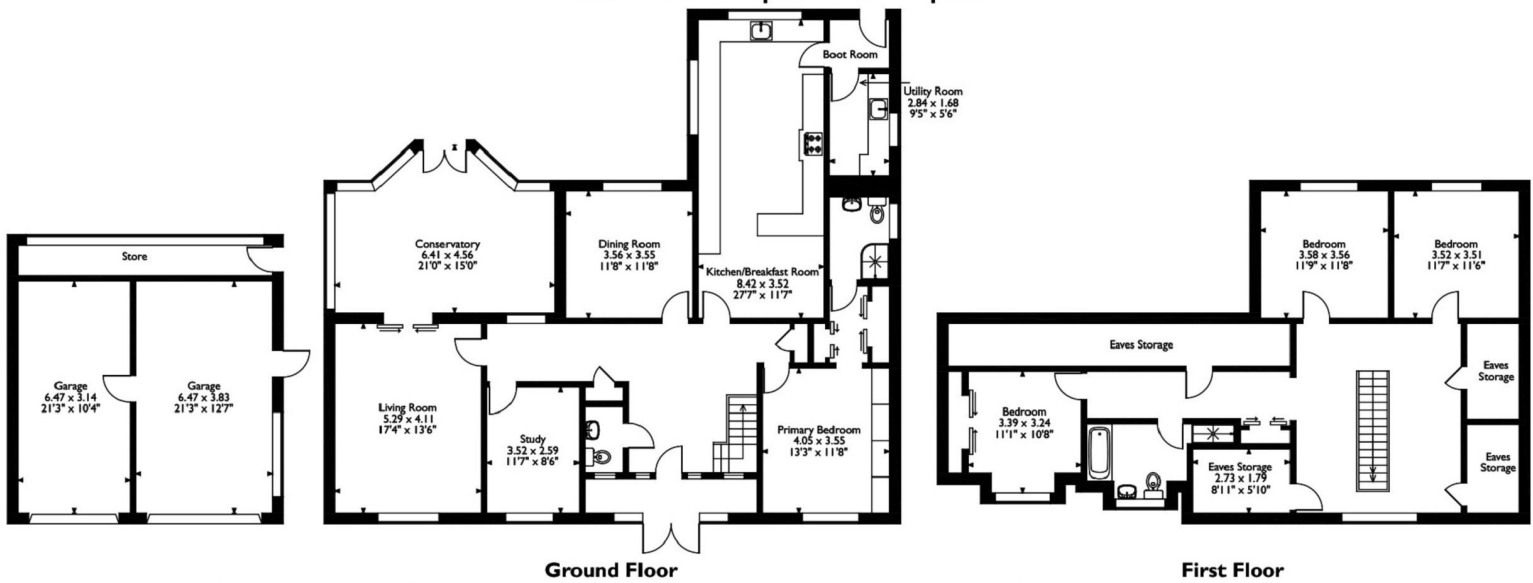 Boot Room
Utility Room
2.84 x 1.68
9'5" x 5'6"
Conservatory
6.41 x 4.56
21'0" x 15'0"
Dining Room
3.56 x 3.55
11'8" x 11'8"
Kitchen/Breakfast Room
8.42 x 3.52
27'7" x 11'7"
Store
Garage
6.47 x 3.14
21'3" x 10'4"
Garage
6.47 x 3.83
21'3" x 12'7"
Living Room
5.29 x 4.11
17'4" x 13'6"
Study
3.52 x 2.59
11'7" x 8'6"
Primary Bedroom
4.05 x 3.55
13'3" x 11'8"
Ground Floor
Bedroom
3.58 x 3.56
11'9" x 11'8"
Bedroom
3.52 x 3.51
11'7" x 11'6"
Eaves Storage
Eaves
Storage
Bedroom
3.39 x 3.24
11'1" x 10'8"
Eaves Storage
2.73 x 1.79
8'11" x 5'10"
Eaves
Storage
First Floor